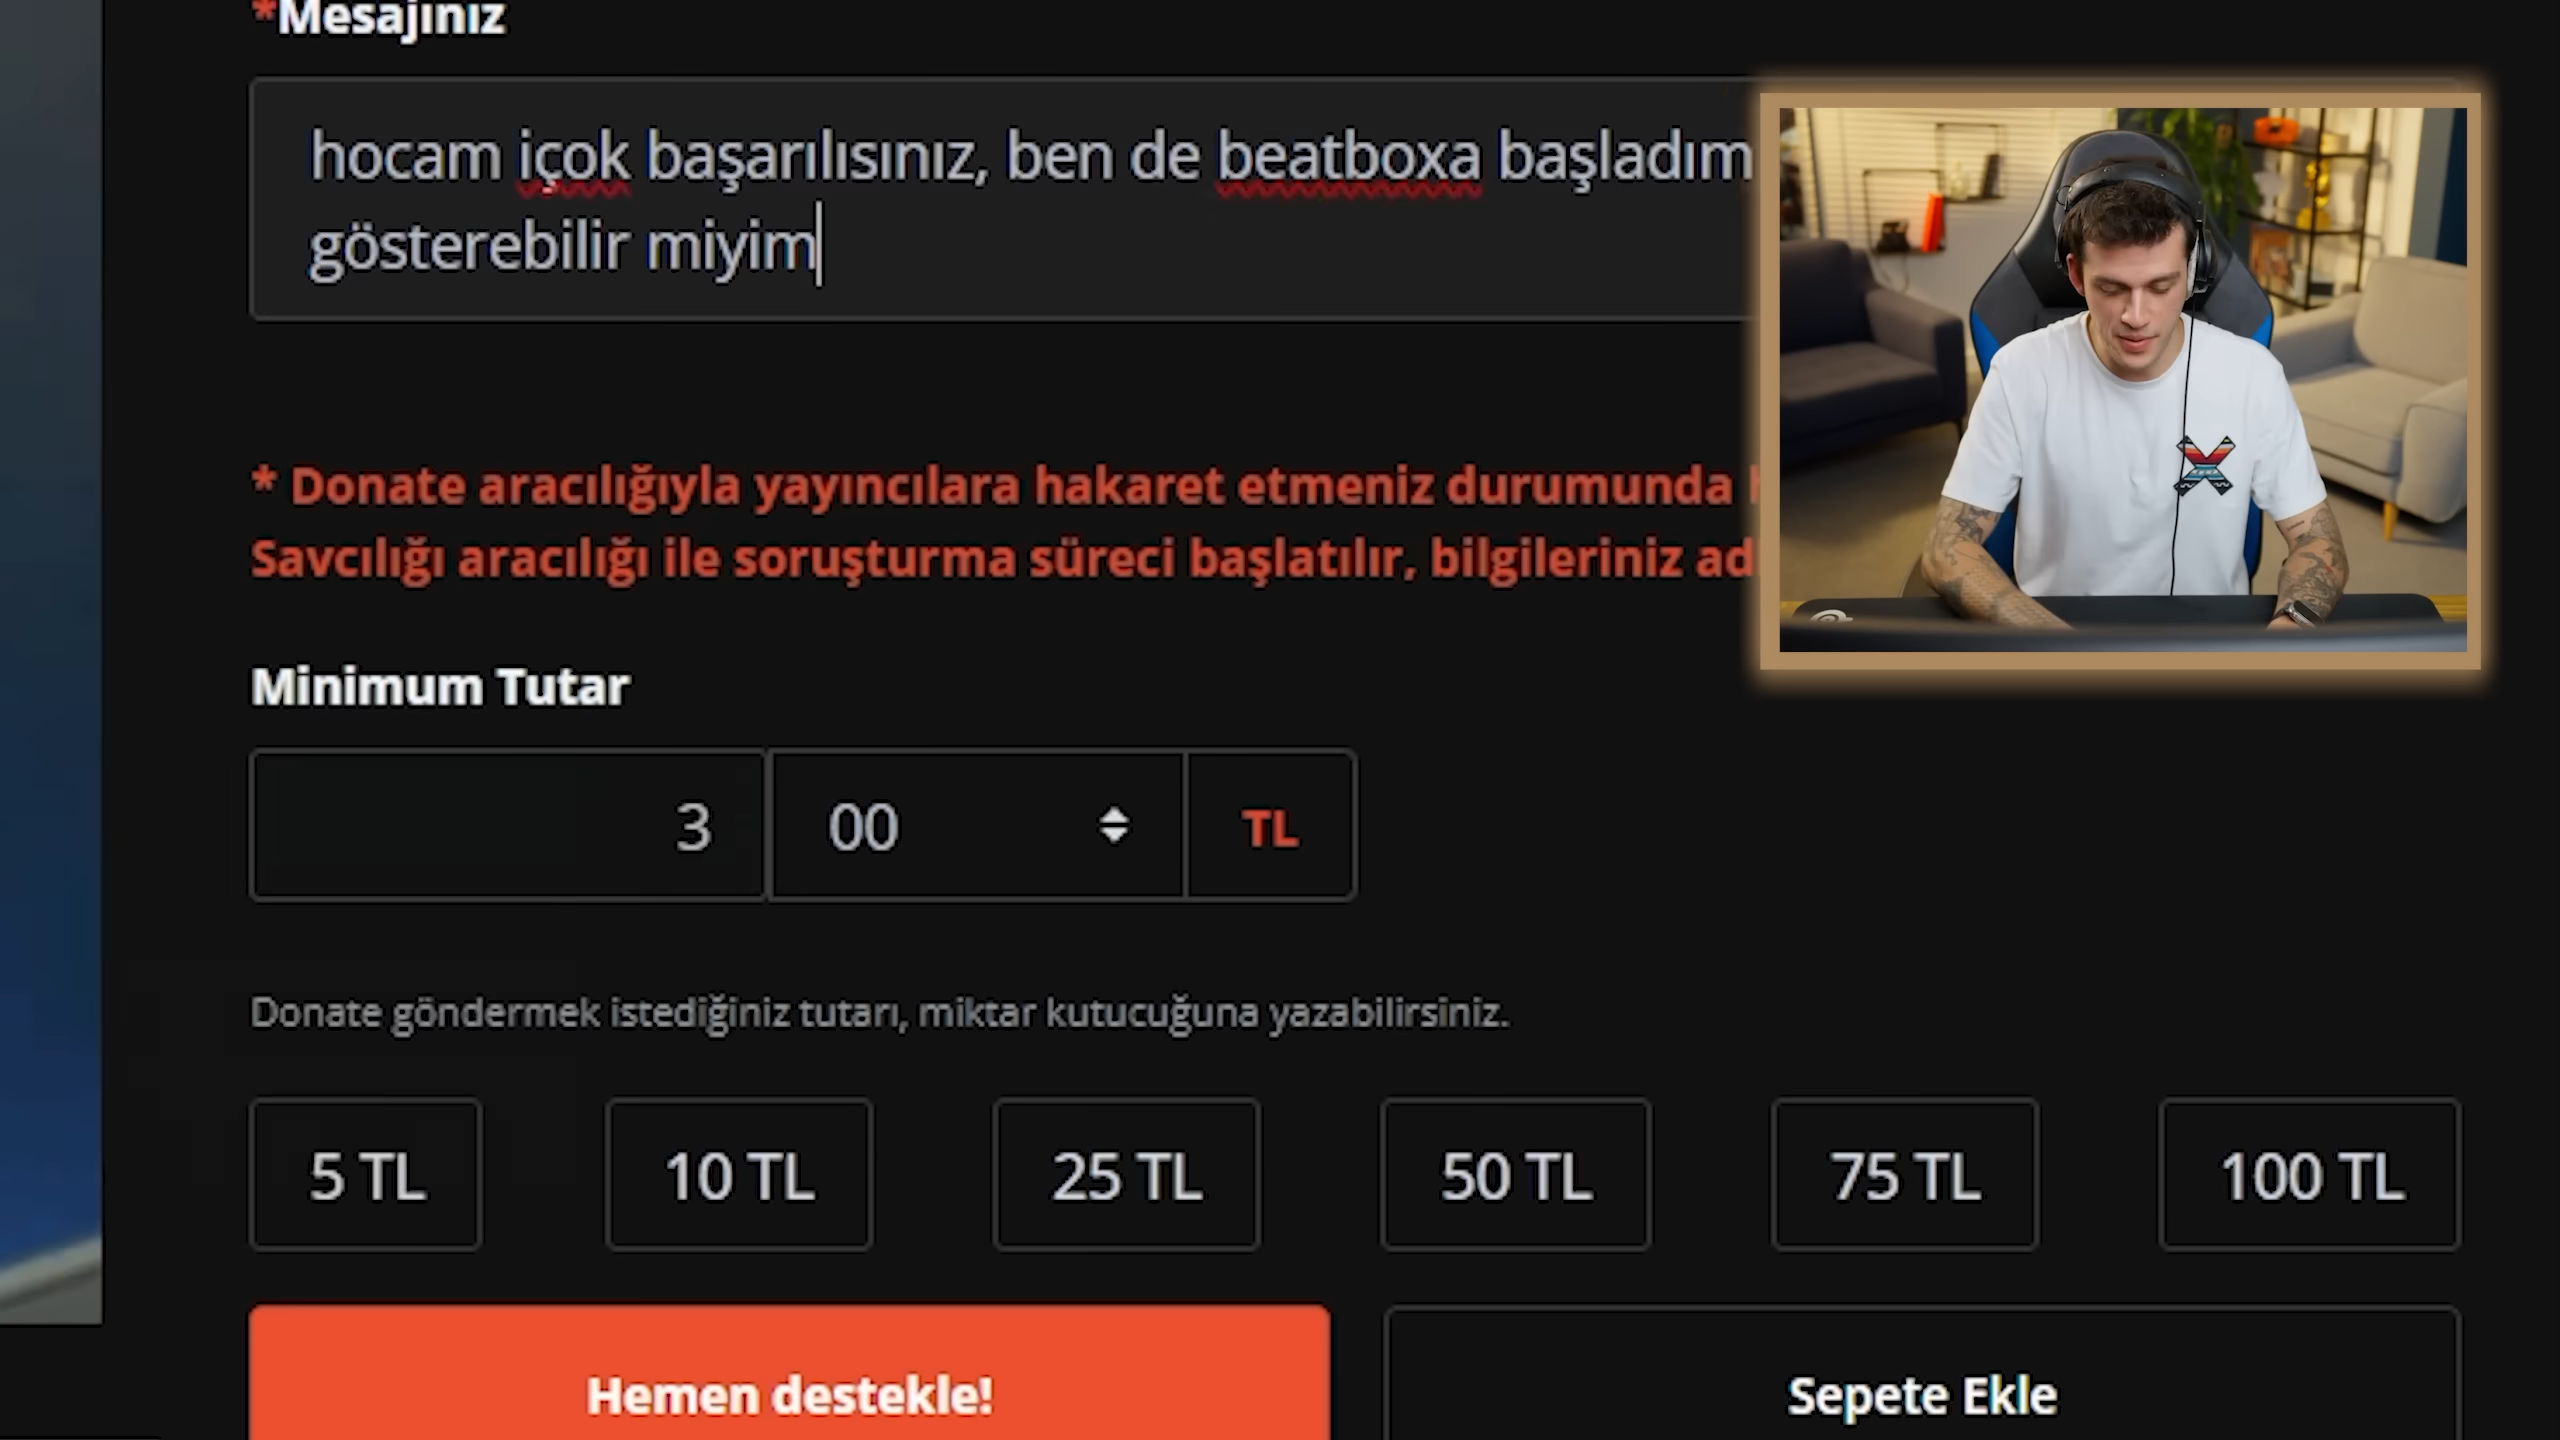 *Mesajınız
hocam içok başarılısınız, ben de beatboxa başladım
gösterebilir miyim
* Donate aracılığıyla yayıncılara hakaret etmeniz durumunda
Savcılığı aracılığı ile soruşturma süreci başlatılır, bilgileriniz
Minimum Tutar
3 00 TL
Donate göndermek istediğiniz tutarı, miktar kutucuğuna yazabilirsiniz.
5 TL 10 TL 25 TL 50 TL 75 TL 100 TL
Hemen destekle! Sepete Ekle